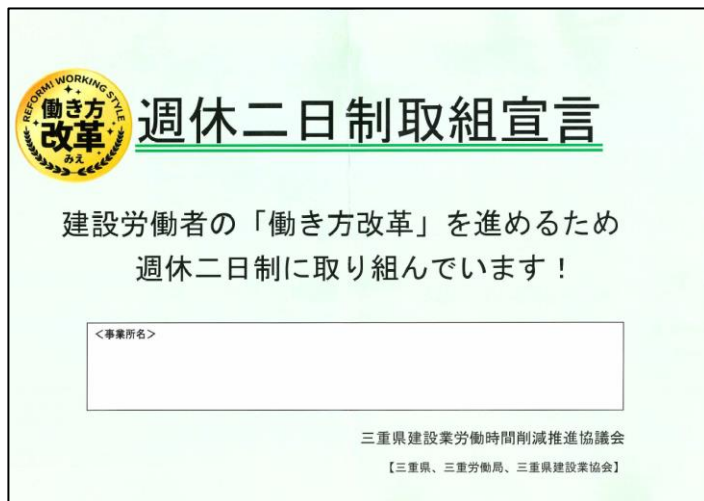 REFORM! WORKING STYLE
働き方
改革
みえ
週休二日制取組宣言
建設労働者の「働き方改革」を進めるため
週休二日制に取り組んでいます！
＜事業所名＞
三重県建設業労働時間削減推進協議会
【三重県、三重労働局、三重県建設業協会】